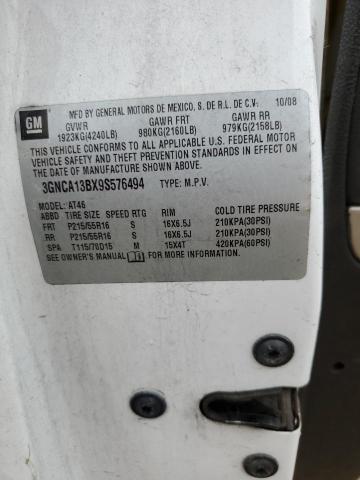 GM
MFD BY GENERAL MOTORS DE MEXICO, S. DE R.L. DE C.V: 10/08
GVWR GAWR FRT GAWR RR
1923KG(4240LB) 980KG(2160LB) 979KG(2158LB)
THIS VEHICLE CONFORMS TO ALL APPLICABLE U.S. FEDERAL MOTOR
VEHICLE SAFETY AND THEFT PREVENTION STANDARDS IN EFFECT ON
THE DATE OF MANUFACTURE SHOWN ABOVE.
3GNCA13BX9S576494 TYPE: M.P.V.
MODEL: AT46
ABBD TIRE SIZE SPEED RTG RIM COLD TIRE PRESSURE
FRT P215/55R16 S 16X6.5J 210KPA(30PSI)
RR P215/55R16 S 16X6.5J 210KPA(30PSI)
SPA T115/70D15 M 15X4T 420KPA(60PSI)
SEE OWNER'S MANUAL FOR MORE INFORMATION.